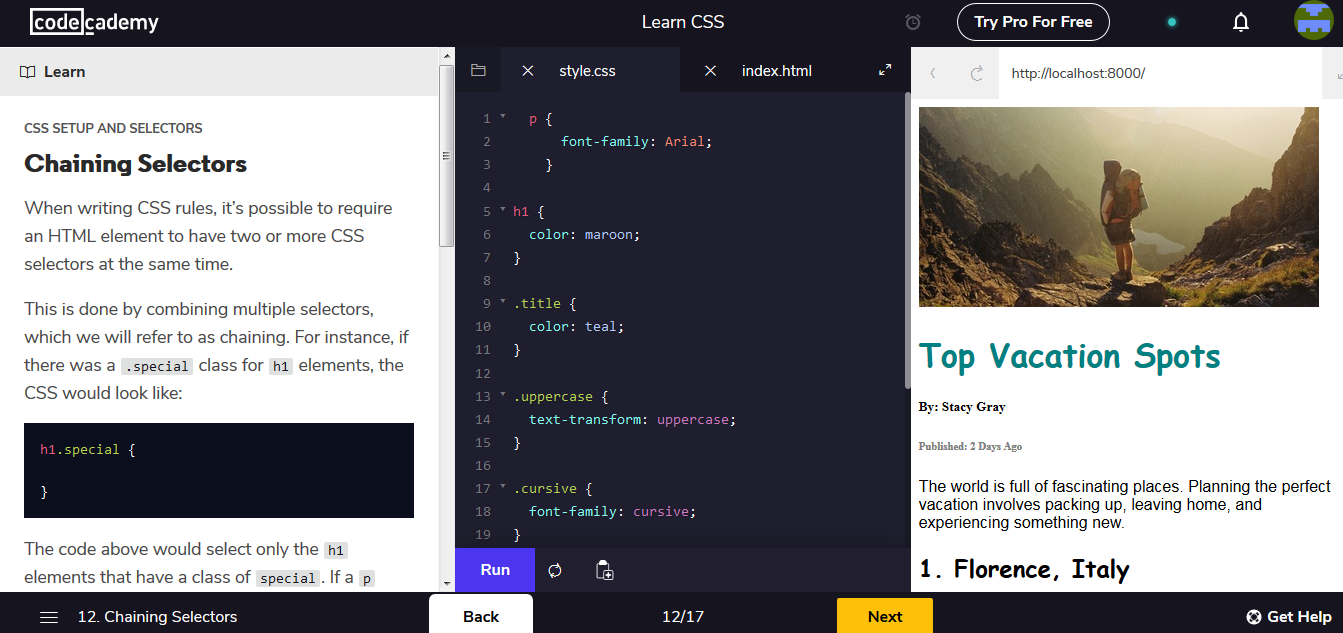 codecademy
Learn CSS
Try Pro For Free
Learn
CSS SETUP AND SELECTORS
Chaining Selectors
When writing CSS rules, it’s possible to require
an HTML element to have two or more CSS
selectors at the same time.
This is done by combining multiple selectors,
which we will refer to as chaining. For instance, if
there was a .special class for h1 elements, the
CSS would look like:
h1.special {
}
The code above would select only the h1
elements that have a class of special. If a p
style.css
index.html
1 p {
2 font-family: Arial;
3 }
4
5 h1 {
6 color: maroon;
7 }
8
9 .title {
10 color: teal;
11 }
12
13 .uppercase {
14 text-transform: uppercase;
15 }
16
17 .cursive {
18 font-family: cursive;
19 }
Run
http://localhost:8000/
Top Vacation Spots
By: Stacy Gray
Published: 2 Days Ago
The world is full of fascinating places. Planning the perfect
vacation involves packing up, leaving home, and
experiencing something new.
1. Florence, Italy
12. Chaining Selectors
Back
12/17
Next
Get Help